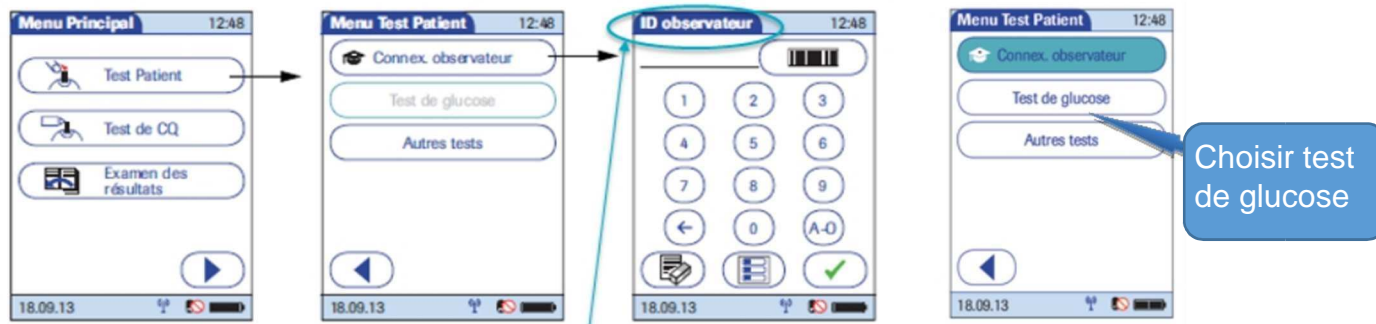 Menu Principal 12:48
Test Patient
Test de CQ
Examen des
résultats
18.09.13
Menu Test Patient 12:48
Connex. observateur
Test de glucose
Autres tests
18.09.13
ID observateur 12:48
1 2 3
4 5 6
7 8 9
← 0 A-O
18.09.13
Menu Test Patient 12:48
Connex. observateur
Test de glucose
Autres tests
18.09.13
Choisir test
de glucose